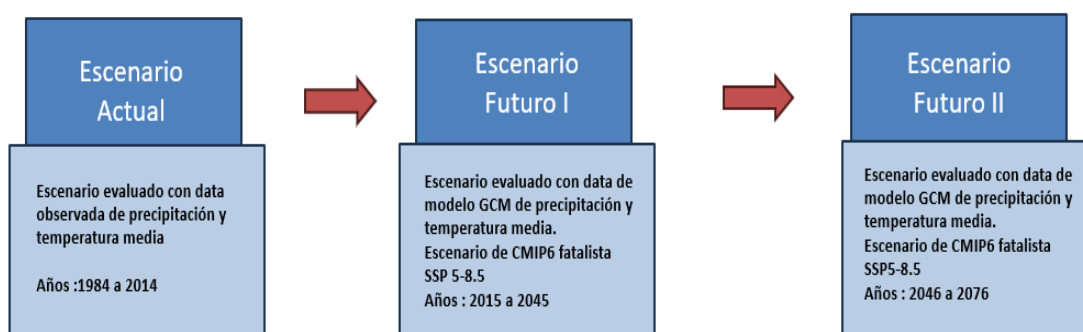 Escenario
Actual
Escenario evaluado con data
observada de precipitación y
temperatura media
Años :1984 a 2014
Escenario
Futuro I
Escenario evaluado con data de
modelo GCM de precipitación y
temperatura media.
Escenario de CMIP6 fatalista
SSP 5-8.5
Años : 2015 a 2045
Escenario
Futuro II
Escenario evaluado con data de
modelo GCM de precipitación y
temperatura media.
Escenario de CMIP6 fatalista
SSP5-8.5
Años : 2046 a 2076